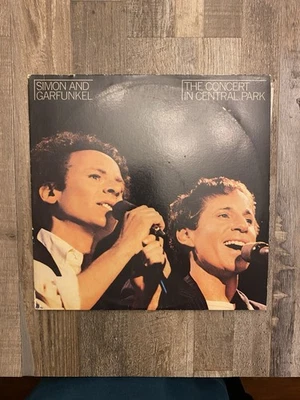 SIMON AND
GARFUNKEL
THE CONCERT
IN CENTRAL PARK